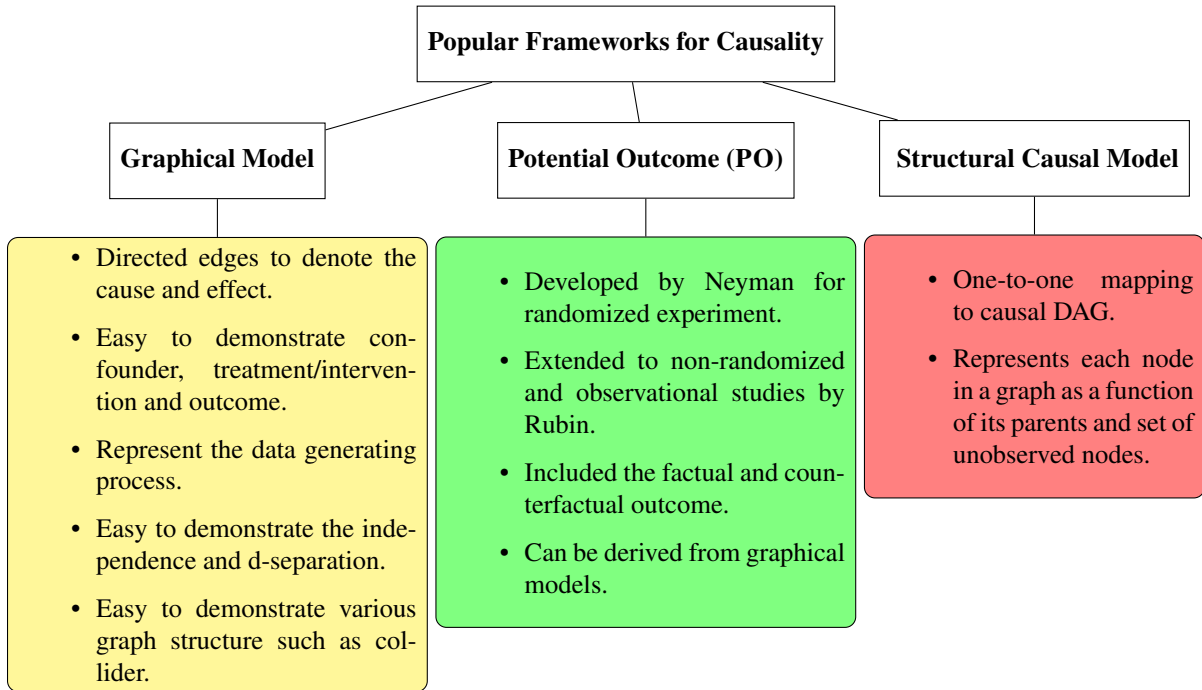 Popular Frameworks for Causality
Graphical Model
Potential Outcome (PO)
Structural Causal Model
• Directed edges to denote the
cause and effect.
• Easy to demonstrate con-
founder, treatment/interven-
tion and outcome.
• Represent the data generating
process.
• Easy to demonstrate the inde-
pendence and d-separation.
• Easy to demonstrate various
graph structure such as col-
lider.
• Developed by Neyman for
randomized experiment.
• Extended to non-randomized
and observational studies by
Rubin.
• Included the factual and coun-
terfactual outcome.
• Can be derived from graphical
models.
• One-to-one mapping
to causal DAG.
• Represents each node
in a graph as a function
of its parents and set of
unobserved nodes.